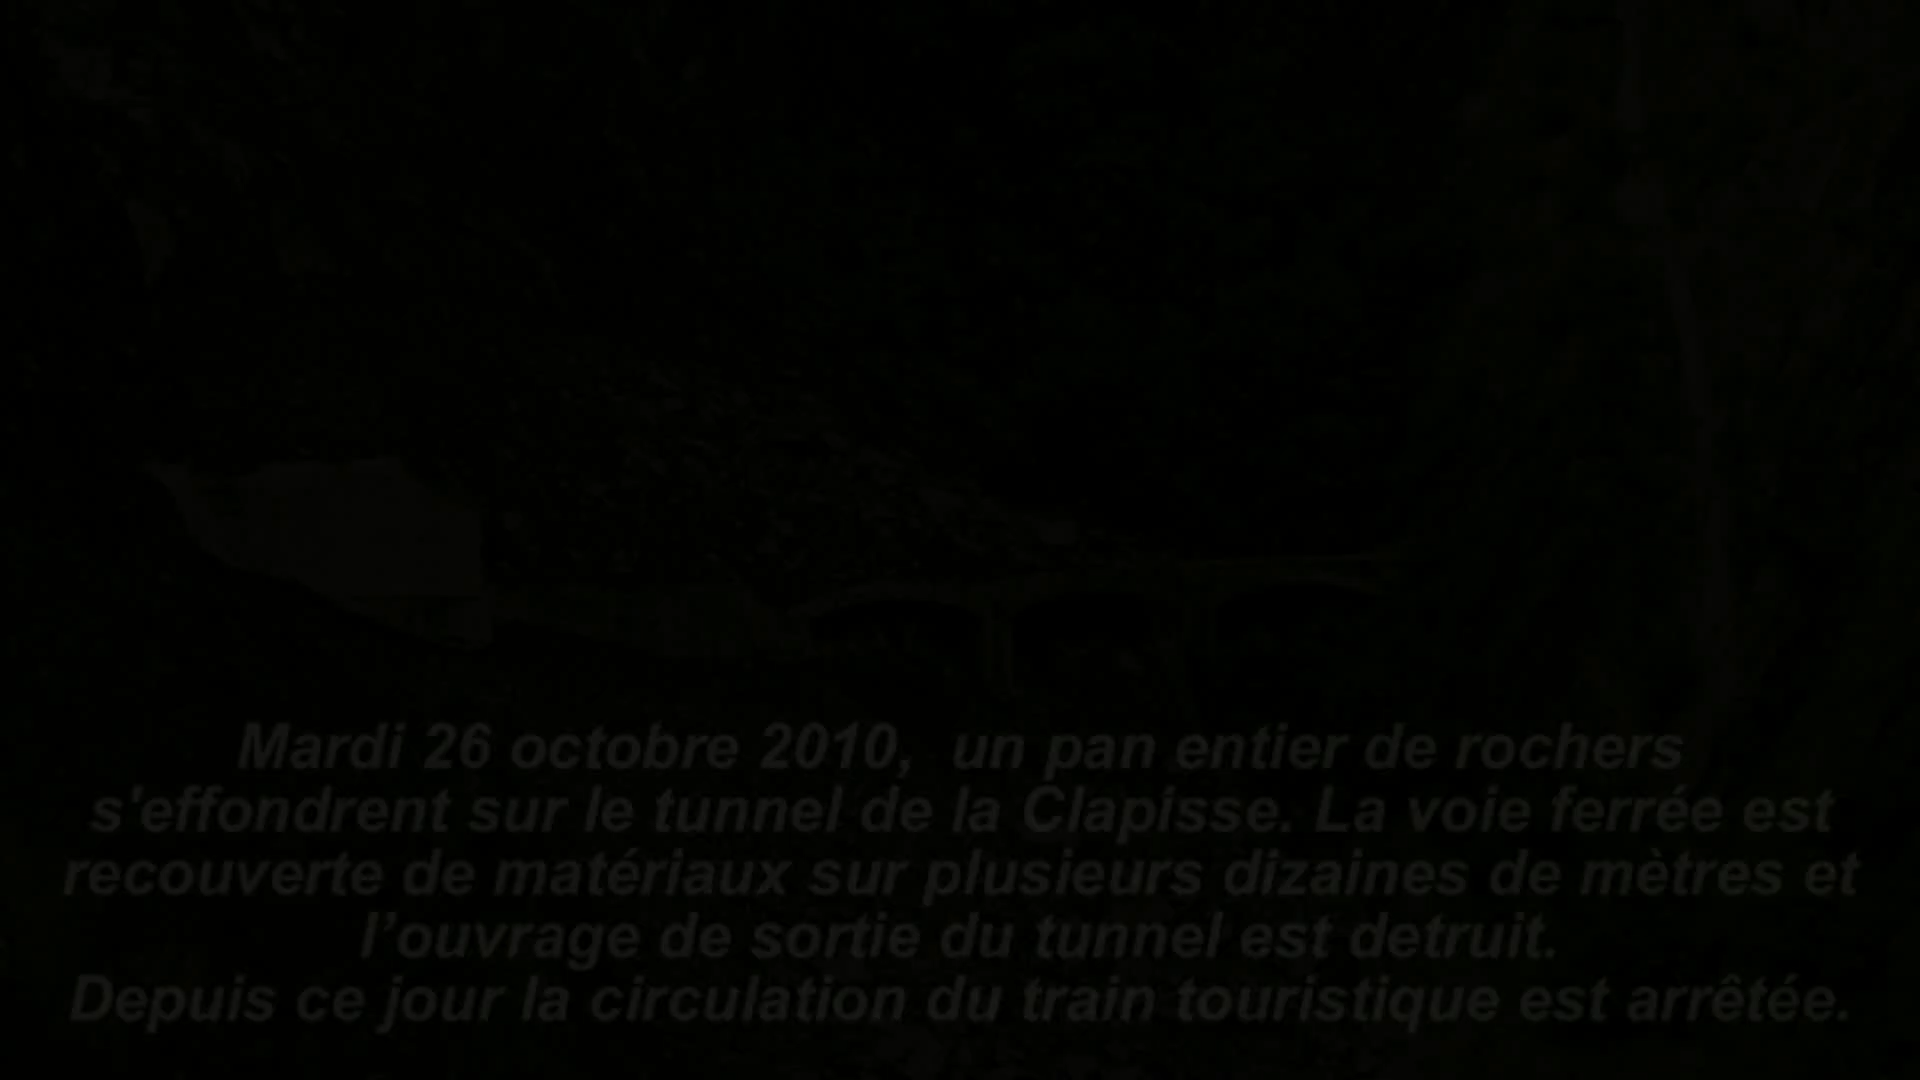 Mardi 26 octobre 2010, un pan entier de rochers
s'effondrent sur le tunnel de la Clapisse. La voie ferrée est
recouverte de matériaux sur plusieurs dizaines de mètres et
l’ouvrage de sortie du tunnel est detruit.
Depuis ce jour la circulation du train touristique est arrêtée.